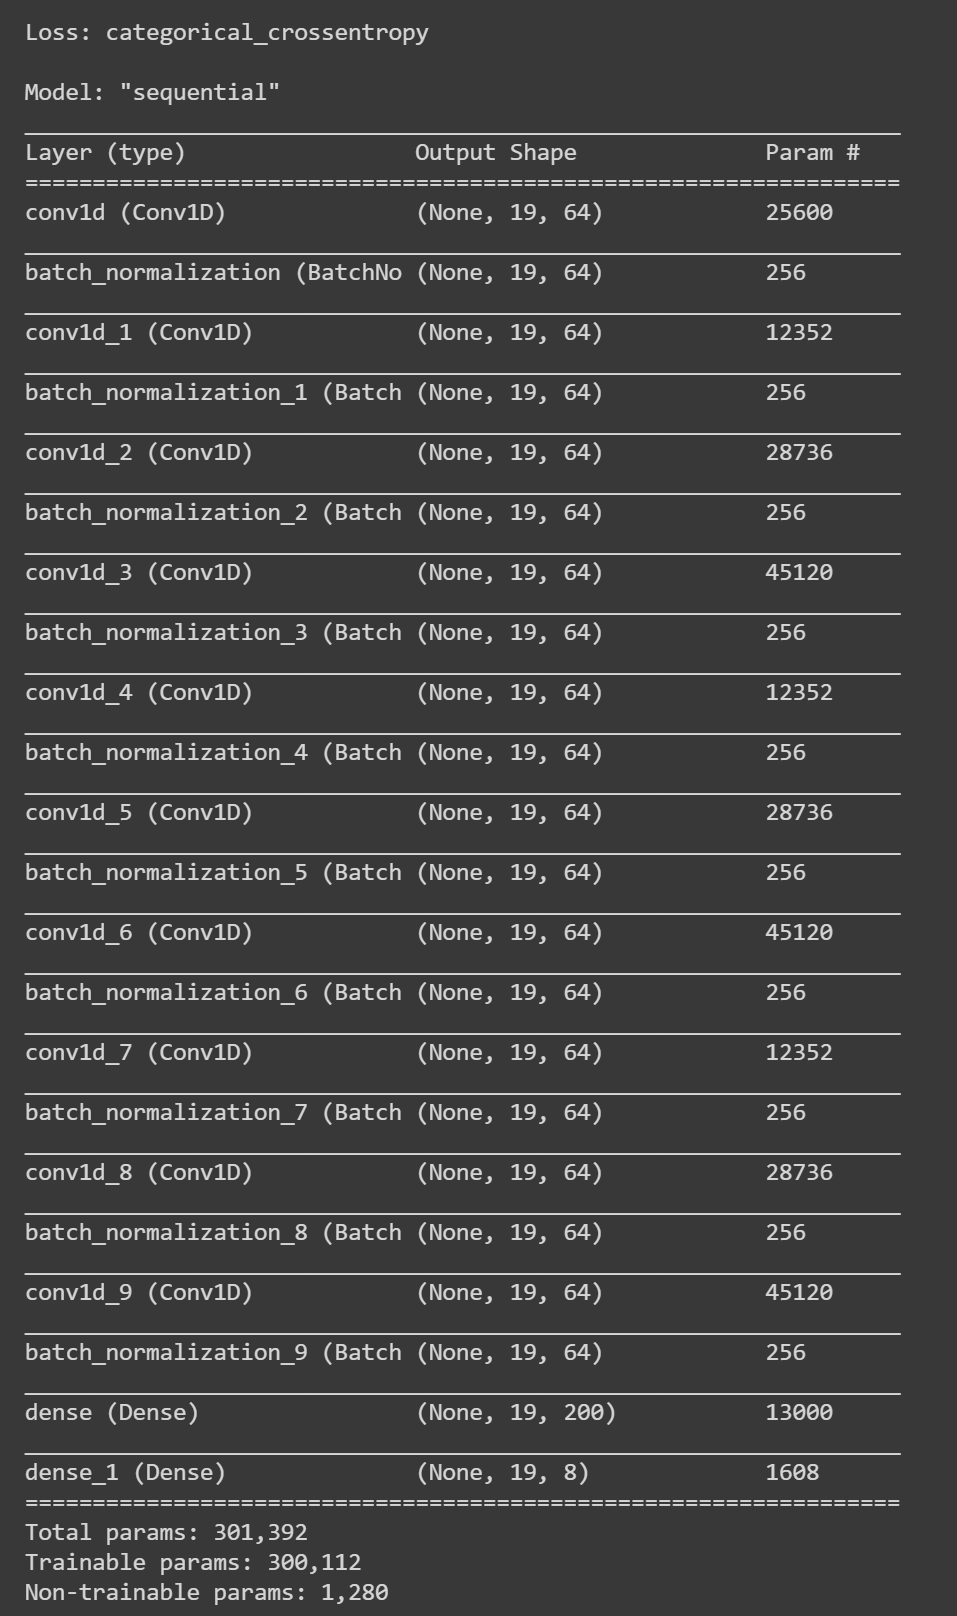 Loss: categorical_crossentropy
Model: "sequential"
Layer (type) Output Shape Param #
conv1d (Conv1D) (None, 19, 64) 25600
batch_normalization (BatchNo (None, 19, 64) 256
conv1d_1 (Conv1D) (None, 19, 64) 12352
batch_normalization_1 (Batch (None, 19, 64) 256
conv1d_2 (Conv1D) (None, 19, 64) 28736
batch_normalization_2 (Batch (None, 19, 64) 256
conv1d_3 (Conv1D) (None, 19, 64) 45120
batch_normalization_3 (Batch (None, 19, 64) 256
conv1d_4 (Conv1D) (None, 19, 64) 12352
batch_normalization_4 (Batch (None, 19, 64) 256
conv1d_5 (Conv1D) (None, 19, 64) 28736
batch_normalization_5 (Batch (None, 19, 64) 256
conv1d_6 (Conv1D) (None, 19, 64) 45120
batch_normalization_6 (Batch (None, 19, 64) 256
conv1d_7 (Conv1D) (None, 19, 64) 12352
batch_normalization_7 (Batch (None, 19, 64) 256
conv1d_8 (Conv1D) (None, 19, 64) 28736
batch_normalization_8 (Batch (None, 19, 64) 256
conv1d_9 (Conv1D) (None, 19, 64) 45120
batch_normalization_9 (Batch (None, 19, 64) 256
dense (Dense) (None, 19, 200) 13000
dense_1 (Dense) (None, 19, 8) 1608
Total params: 301,392
Trainable params: 300,112
Non-trainable params: 1,280